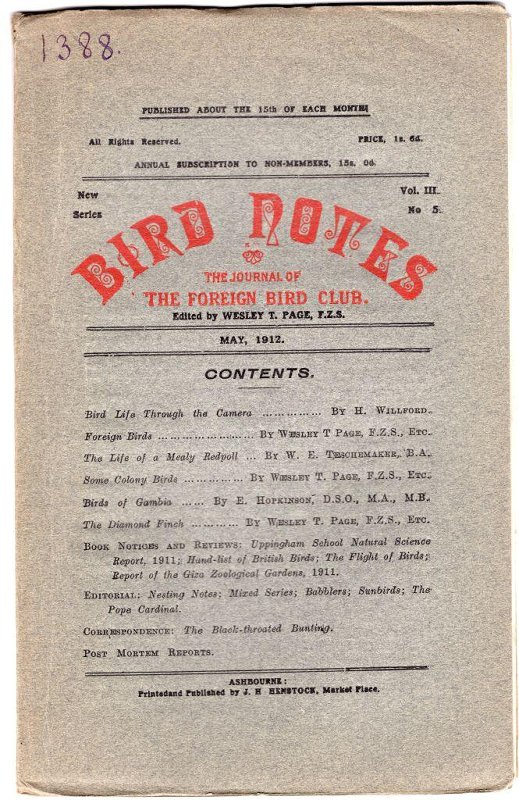 1388.
PUBLISHED ABOUT THE 15th OF EACH MONTH.
All Rights Reserved. PRICE, 1s. 6d.
ANNUAL SUBSCRIPTION TO NON-MEMBERS, 15s. 0d.
New Series Vol. III. No 5.
BIRD NOTES
THE JOURNAL OF
THE FOREIGN BIRD CLUB.
Edited by WESLEY T. PAGE, F.Z.S.
MAY, 1912.
CONTENTS.
Bird Life Through the Camera ............... BY H. WILLFORD.
Foreign Birds ........................ BY WESLEY T PAGE, F.Z.S., ETC.
The Life of a Mealy Redpoll ... BY W. E. TESCHEMAKER, B.A.
Some Colony Birds ............ BY WESLEY T. PAGE, F.Z.S., ETC.
Birds of Gambia ...... BY E. HOPKINSON, D.S.O., M.A., M.B.
The Diamond Finch ............ BY WESLEY T. PAGE, F.Z.S., ETC.
BOOK NOTICES AND REVIEWS: Uppingham School Natural Science
Report, 1911; Hand-list of British Birds; The Flight of Birds;
Report of the Giza Zoological Gardens, 1911.
EDITORIAL: Nesting Notes; Mixed Series; Babblers; Sunbirds; The
Pope Cardinal.
CORRESPONDENCE: The Black-throated Bunting.
POST MORTEM REPORTS.
ASHBOURNE:
Printedand Published by J. H HENSTOCK, Market Place.